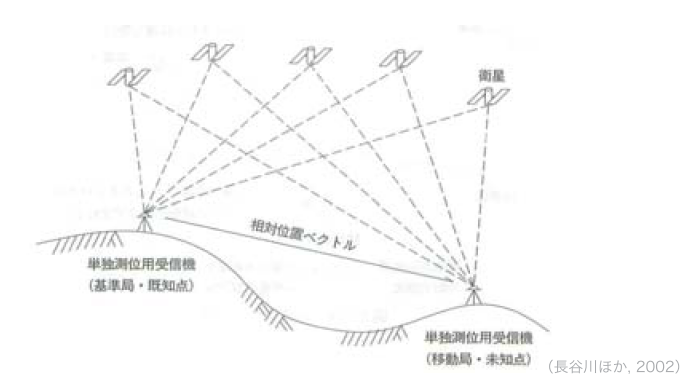 衛星
相対位置ベクトル
単独測位用受信機
(基準局・既知点)
単独測位用受信機
(移動局・未知点)
(長谷川ほか, 2002)